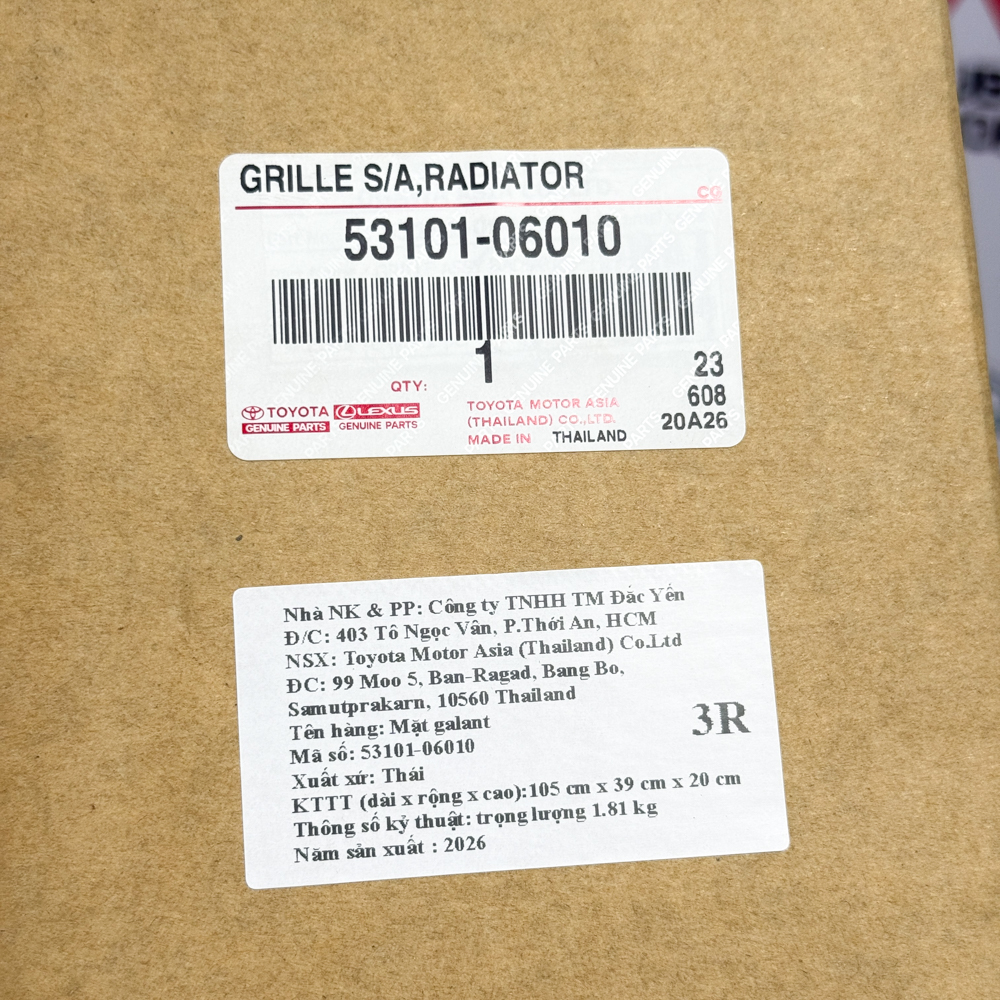 GRILLE S/A,RADIATOR
CG
53101-06010
1
QTY:
23
608
20A26
TOYOTA
GENUINE PARTS
LEXUS
GENUINE PARTS
TOYOTA MOTOR ASIA
(THAILAND) CO.,LTD.
MADE IN THAILAND
Nhà NK & PP: Công ty TNHH TM Đắc Yến
Đ/C: 403 Tô Ngọc Vân, P.Thới An, HCM
NSX: Toyota Motor Asia (Thailand) Co.Ltd
ĐC: 99 Moo 5, Ban-Ragad, Bang Bo,
Samutprakarn, 10560 Thailand
Tên hàng: Mặt galant
Mã số: 53101-06010
Xuất xứ: Thái
KTTT (dài x rộng x cao):105 cm x 39 cm x 20 cm
Thông số kỷ thuật: trọng lượng 1.81 kg
Năm sản xuất : 2026
3R